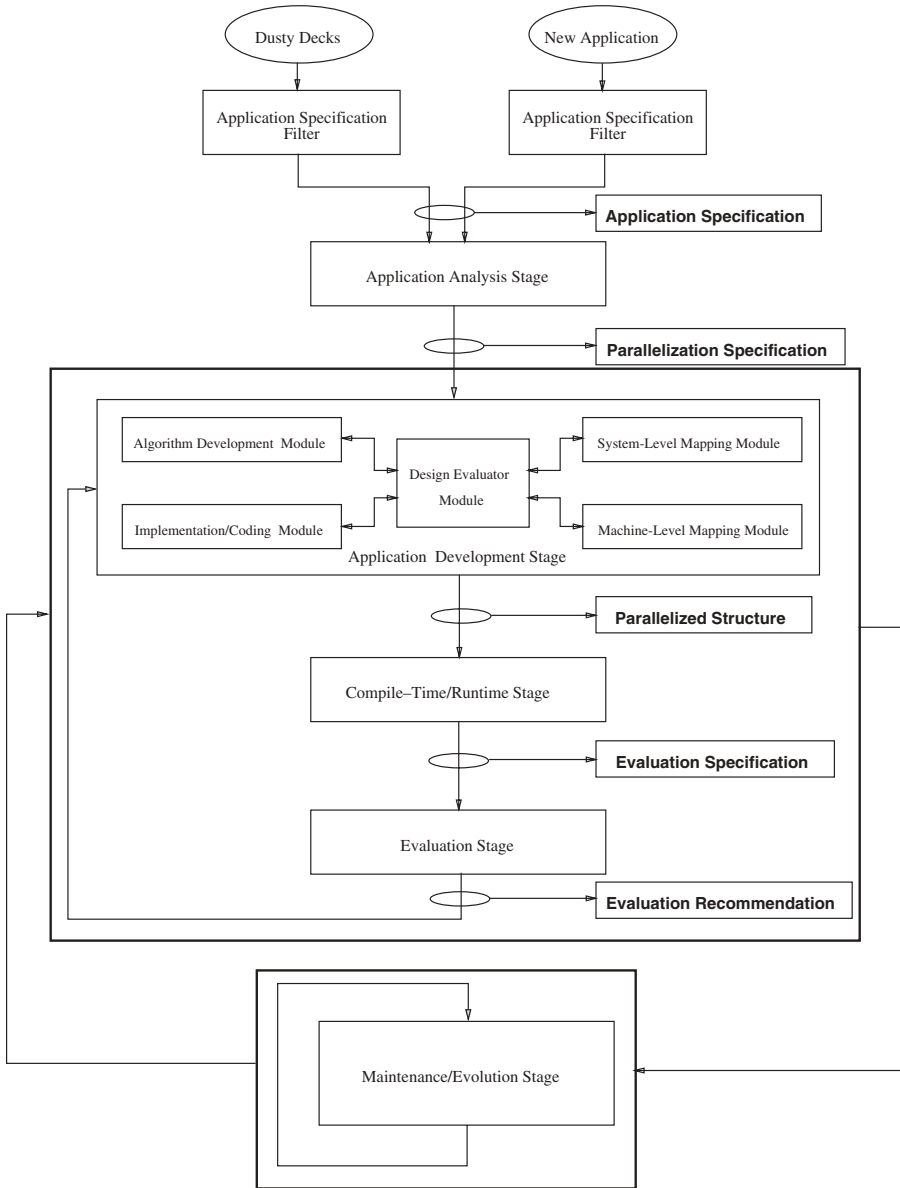 Dusty Decks
New Application
Application Specification
Filter
Application Specification
Filter
Application Specification
Application Analysis Stage
Parallelization Specification
Algorithm Development Module
System-Level Mapping Module
Design Evaluator
Module
Implementation/Coding Module
Machine-Level Mapping Module
Application Development Stage
Parallelized Structure
Compile–Time/Runtime Stage
Evaluation Specification
Evaluation Stage
Evaluation Recommendation
Maintenance/Evolution Stage